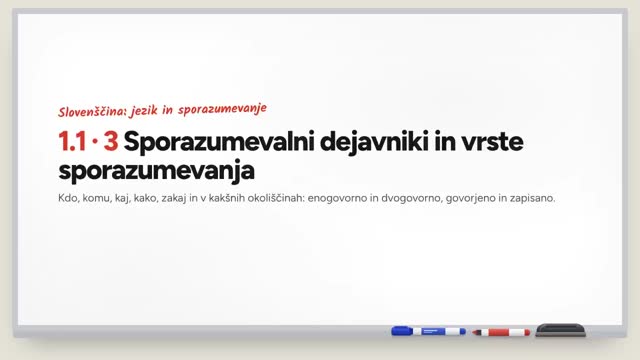 Slovenščina: jezik in sporazumevanje
1.1 · 3 Sporazumevalni dejavniki in vrste
sporazumevanja
Kdo, komu, kaj, kako, zakaj in v kakšnih okoliščinah: enogovorno in dvogovorno, govorjeno in zapisano.